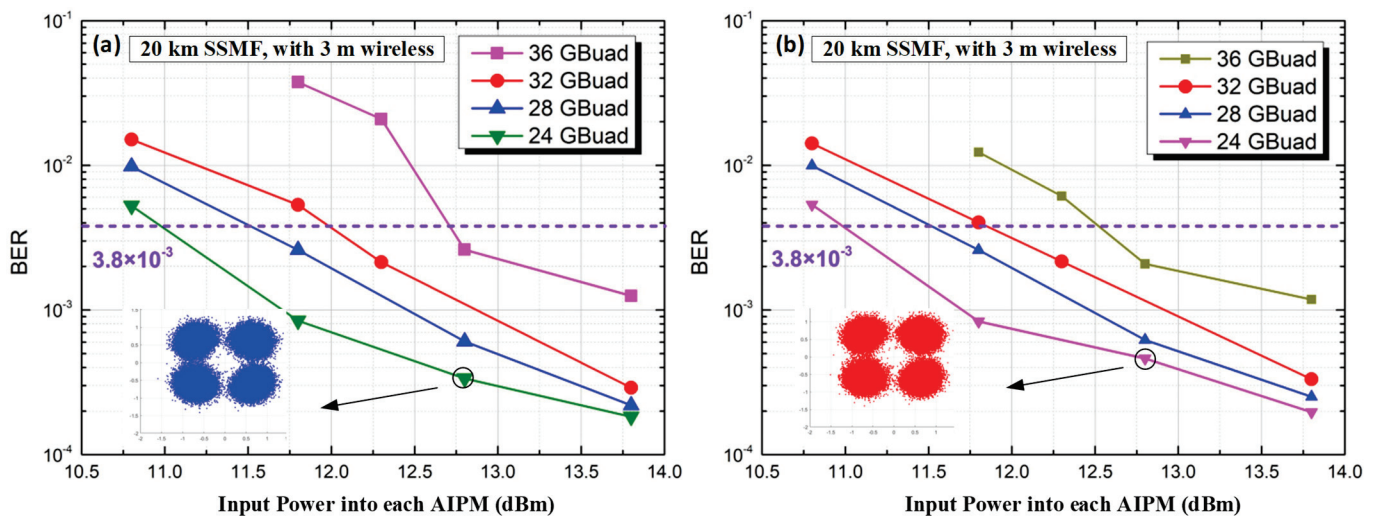 (a) 20 km SSMF, with 3 m wireless
36 GBuad
32 GBuad
28 GBuad
24 GBuad
10⁻¹
10⁻²
10⁻³
10⁻⁴
BER
3.8×10⁻³
10.5 11.0 11.5 12.0 12.5 13.0 13.5 14.0
Input Power into each AIPM (dBm)
(b) 20 km SSMF, with 3 m wireless
36 GBuad
32 GBuad
28 GBuad
24 GBuad
10⁻¹
10⁻²
10⁻³
10⁻⁴
BER
3.8×10⁻³
10.5 11.0 11.5 12.0 12.5 13.0 13.5 14.0
Input Power into each AIPM (dBm)